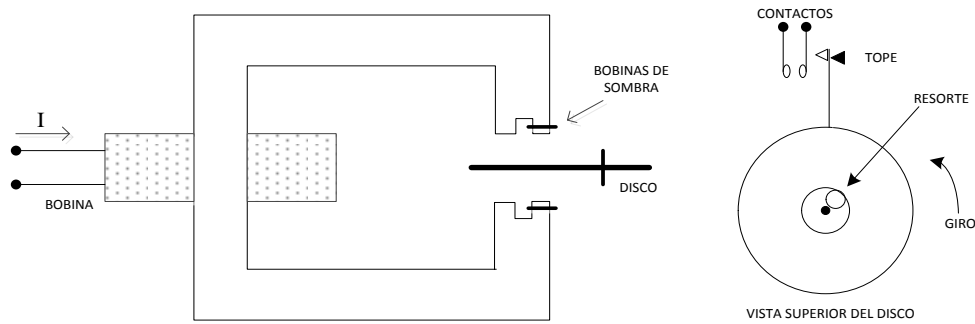 I
BOBINA
BOBINAS DE
SOMBRA
DISCO
CONTACTOS
TOPE
RESORTE
GIRO
VISTA SUPERIOR DEL DISCO